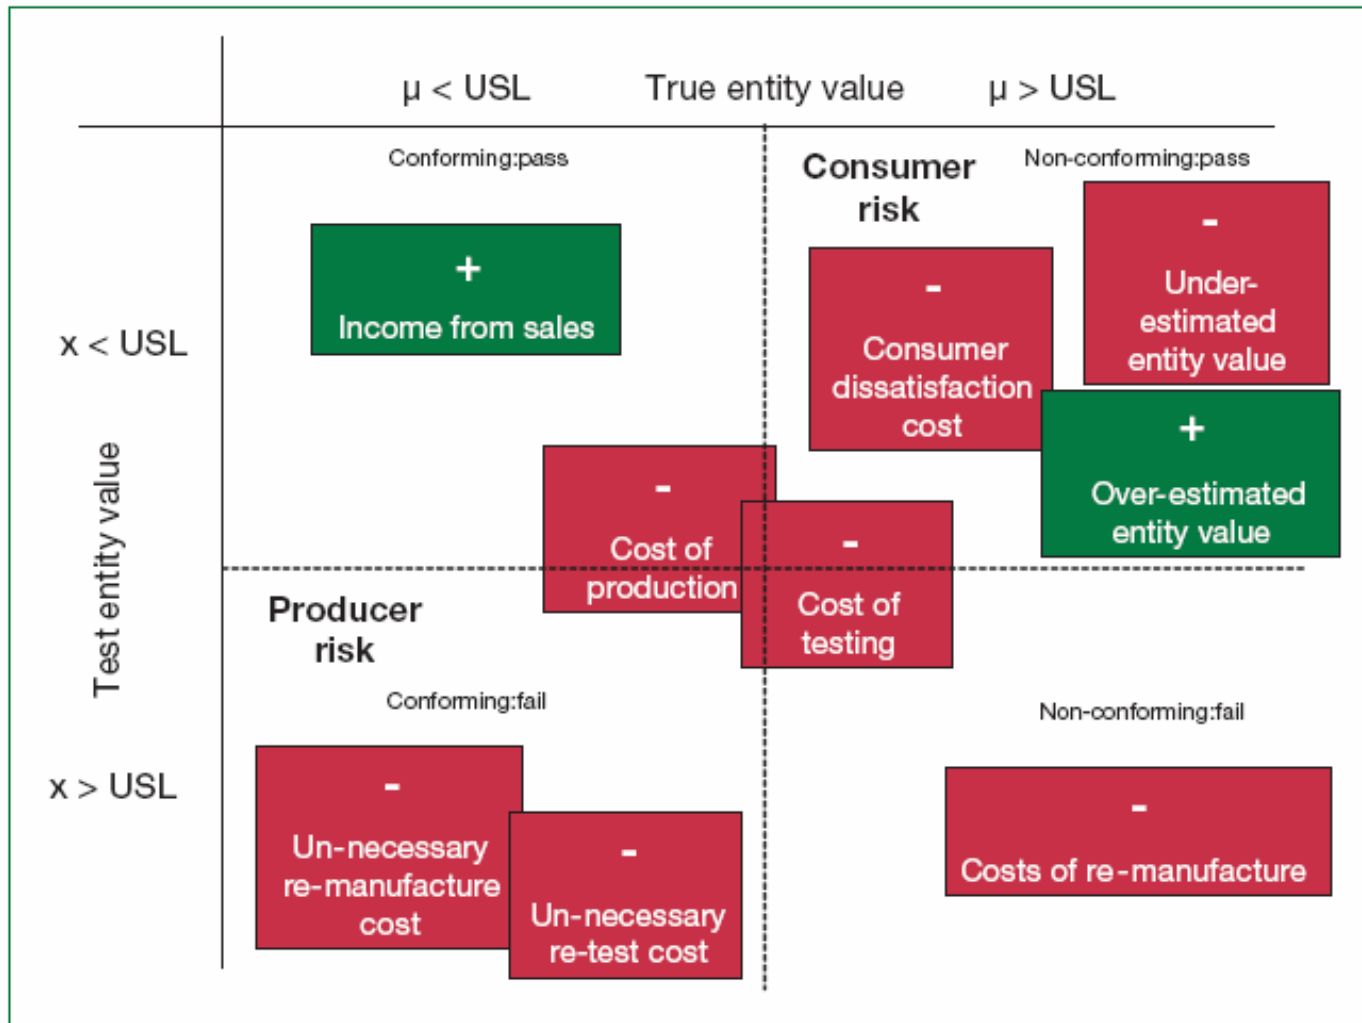 μ < USL
True entity value
μ > USL
Conforming:pass
Consumer
risk
Non-conforming:pass
+
Income from sales
-
Consumer
dissatisfaction
cost
-
Under-
estimated
entity value
+
Over-estimated
entity value
x < USL
Test entity value
-
Cost of
production
-
Cost of
testing
Producer
risk
Conforming:fail
Non-conforming:fail
x > USL
-
Un-necessary
re-manufacture
cost
-
Un-necessary
re-test cost
-
Costs of re-manufacture